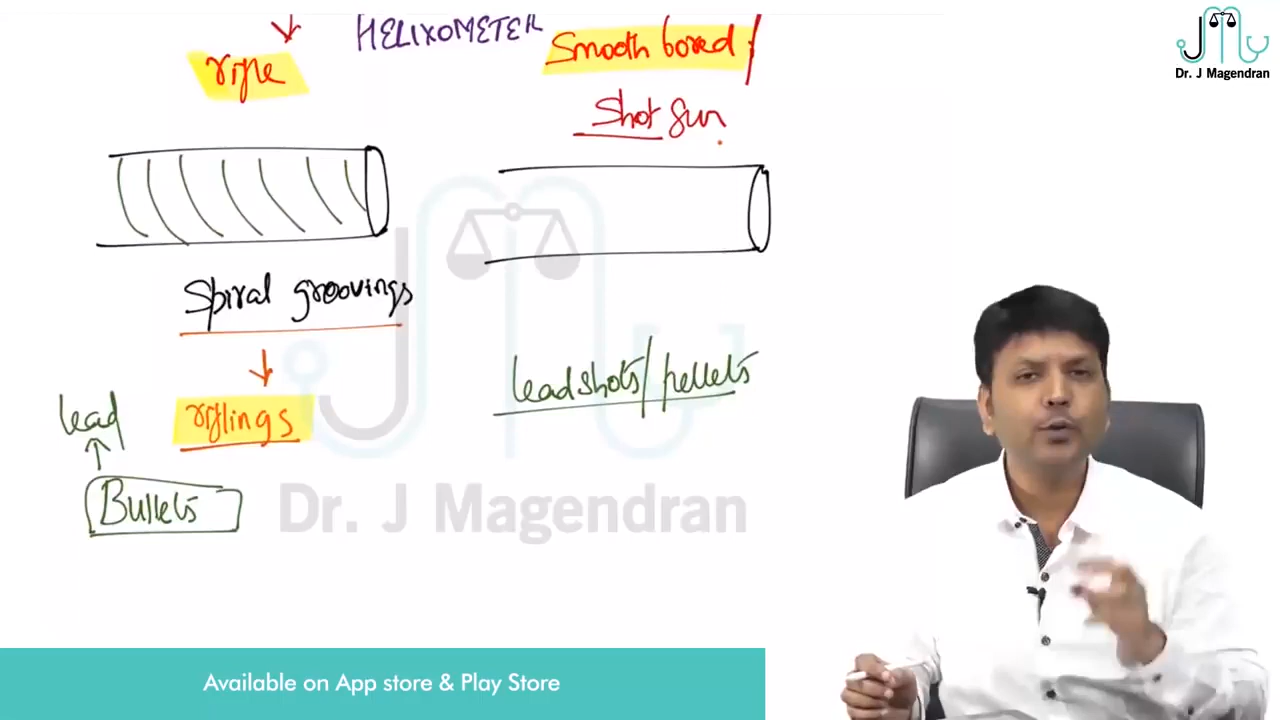 HELIXOMETER
rifle
Smooth bored /
Shot gun
Spiral groovings
lead
riflings
Bullets
lead shots / pellets
Dr. J Magendran
Dr. J Magendran
Available on App store & Play Store